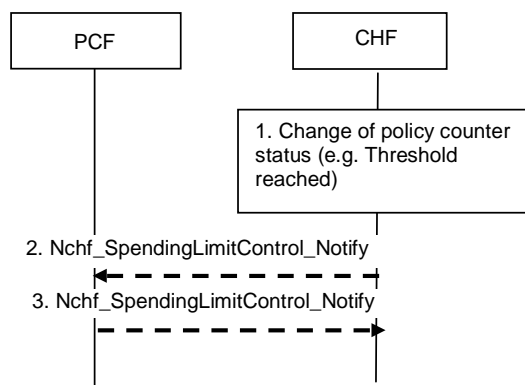 PCF
CHF
1. Change of policy counter
status (e.g. Threshold
reached)
2. Nchf_SpendingLimitControl_Notify
3. Nchf_SpendingLimitControl_Notify